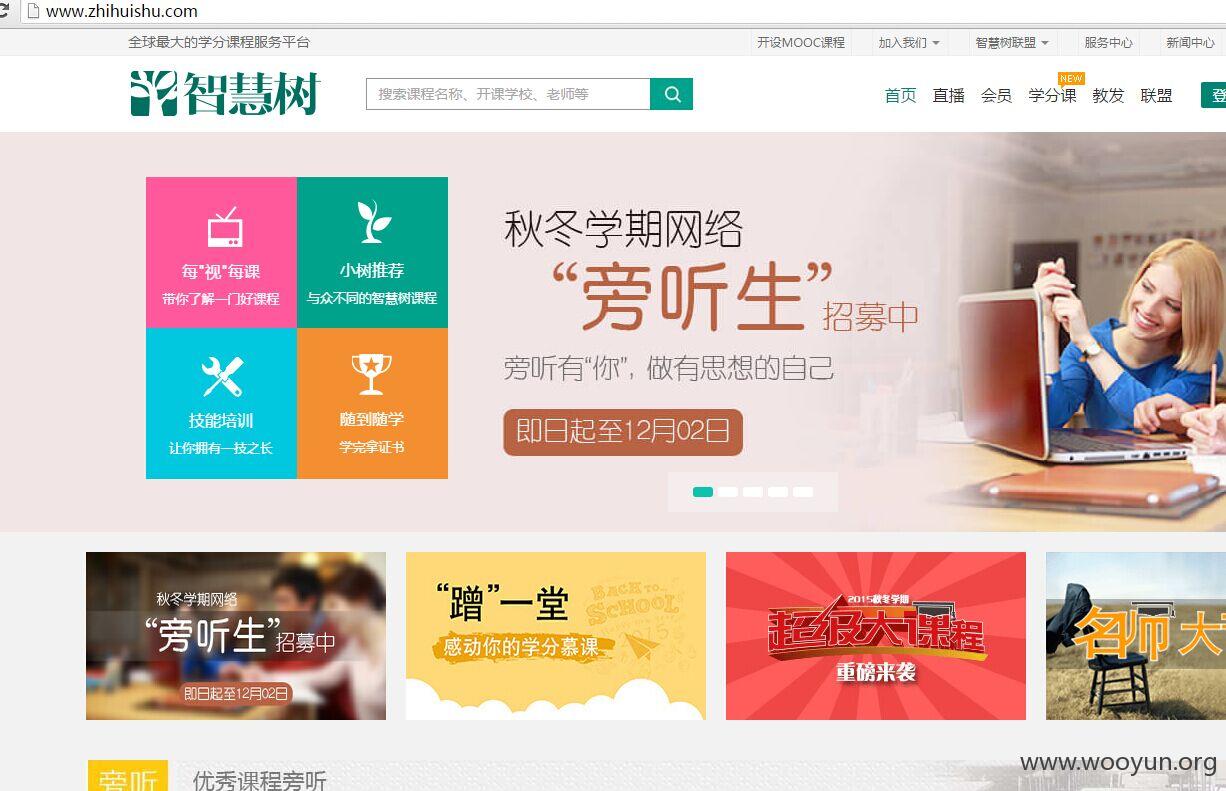 www.zhihuishu.com
全球最大的学分课程服务平台
开设MOOC课程
加入我们
智慧树联盟
服务中心
新闻中心
智慧树
搜索课程名称、开课学校、老师等
首页
直播
会员
学分课
NEW
教发
联盟
登
每"视"每课
带你了解一门好课程
小树推荐
与众不同的智慧树课程
技能培训
让你拥有一技之长
随到随学
学完拿证书
秋冬学期网络
“旁听生”招募中
旁听有“你”，做有思想的自己
即日起至12月02日
秋冬学期网络
“旁听生”招募中
即日起至12月02日
“蹭”一堂
感动你的学分慕课
BACK TO...
SCHOOL
2015秋冬学期
超级大课程
重磅来袭
名师大
旁听
优秀课程旁听
www.wooyun.org